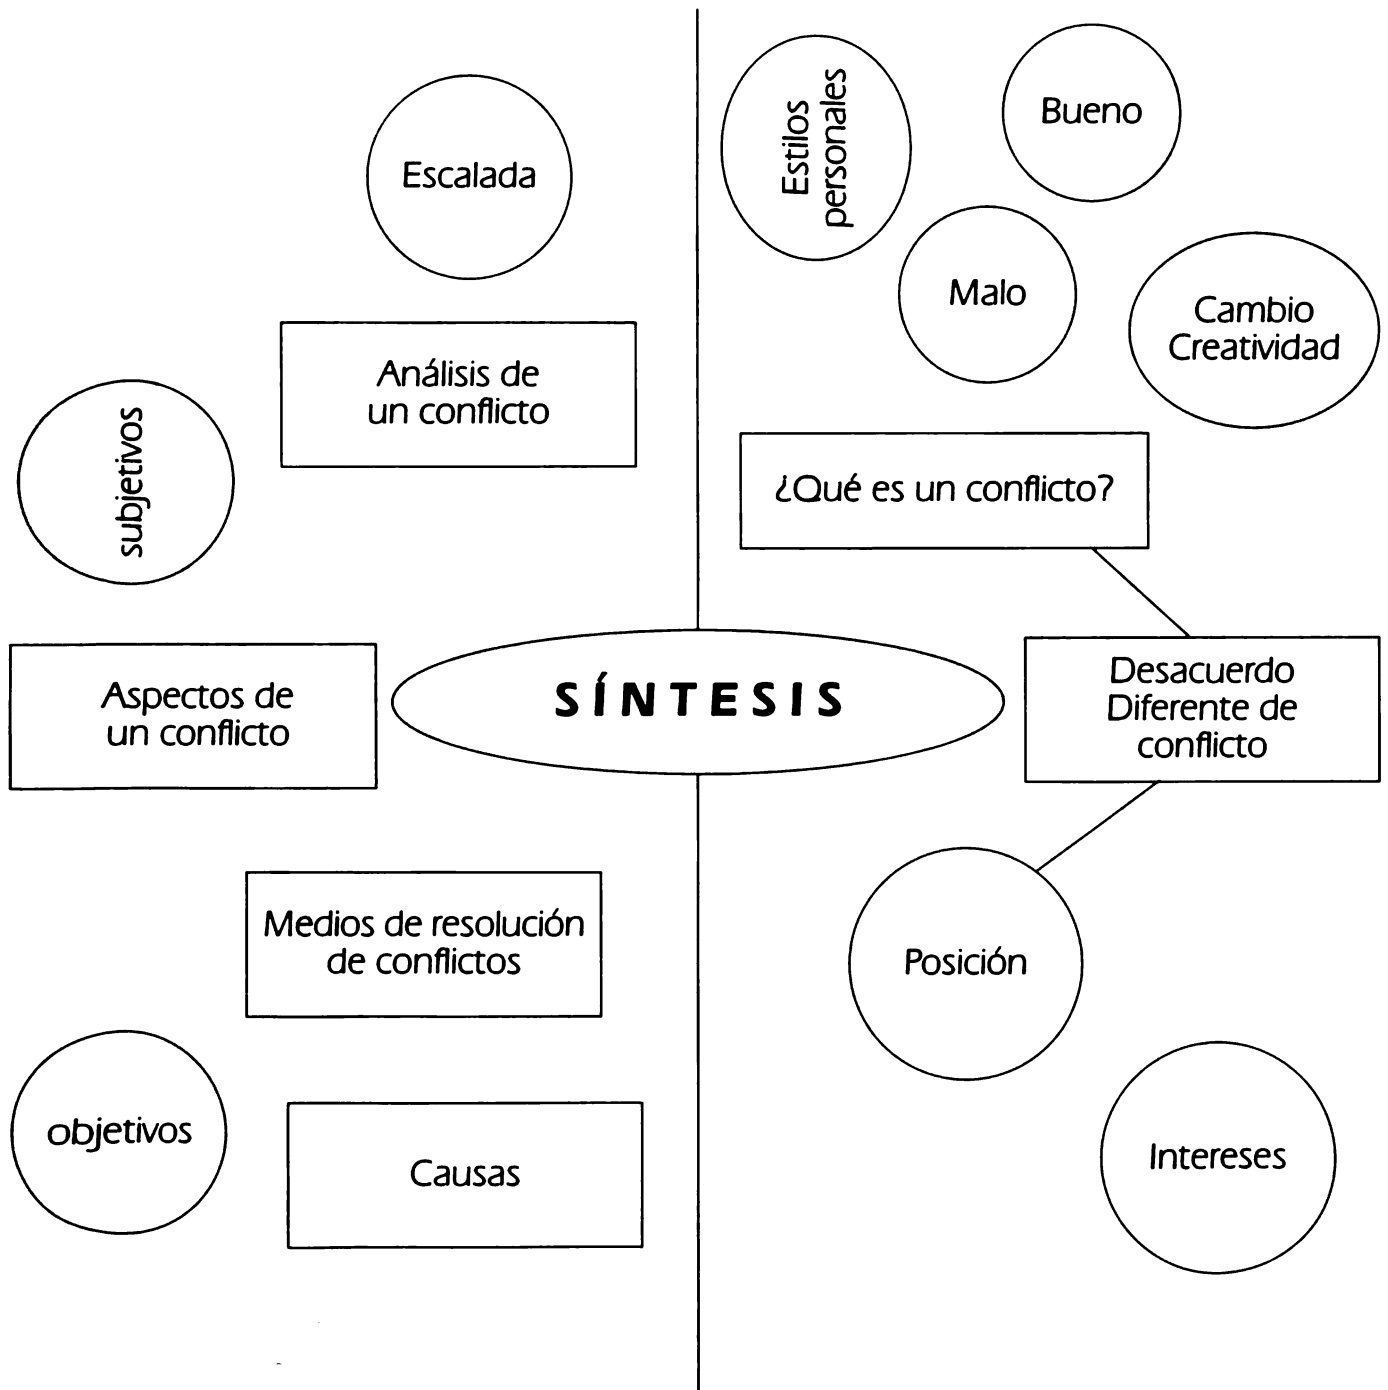 Escalada
Análisis de
un conflicto
subjetivos
Aspectos de
un conflicto
Medios de resolución
de conflictos
objetivos
Causas
SÍNTESIS
Estilos
personales
Bueno
Malo
Cambio
Creatividad
¿Qué es un conflicto?
Desacuerdo
Diferente de
conflicto
Posición
Intereses